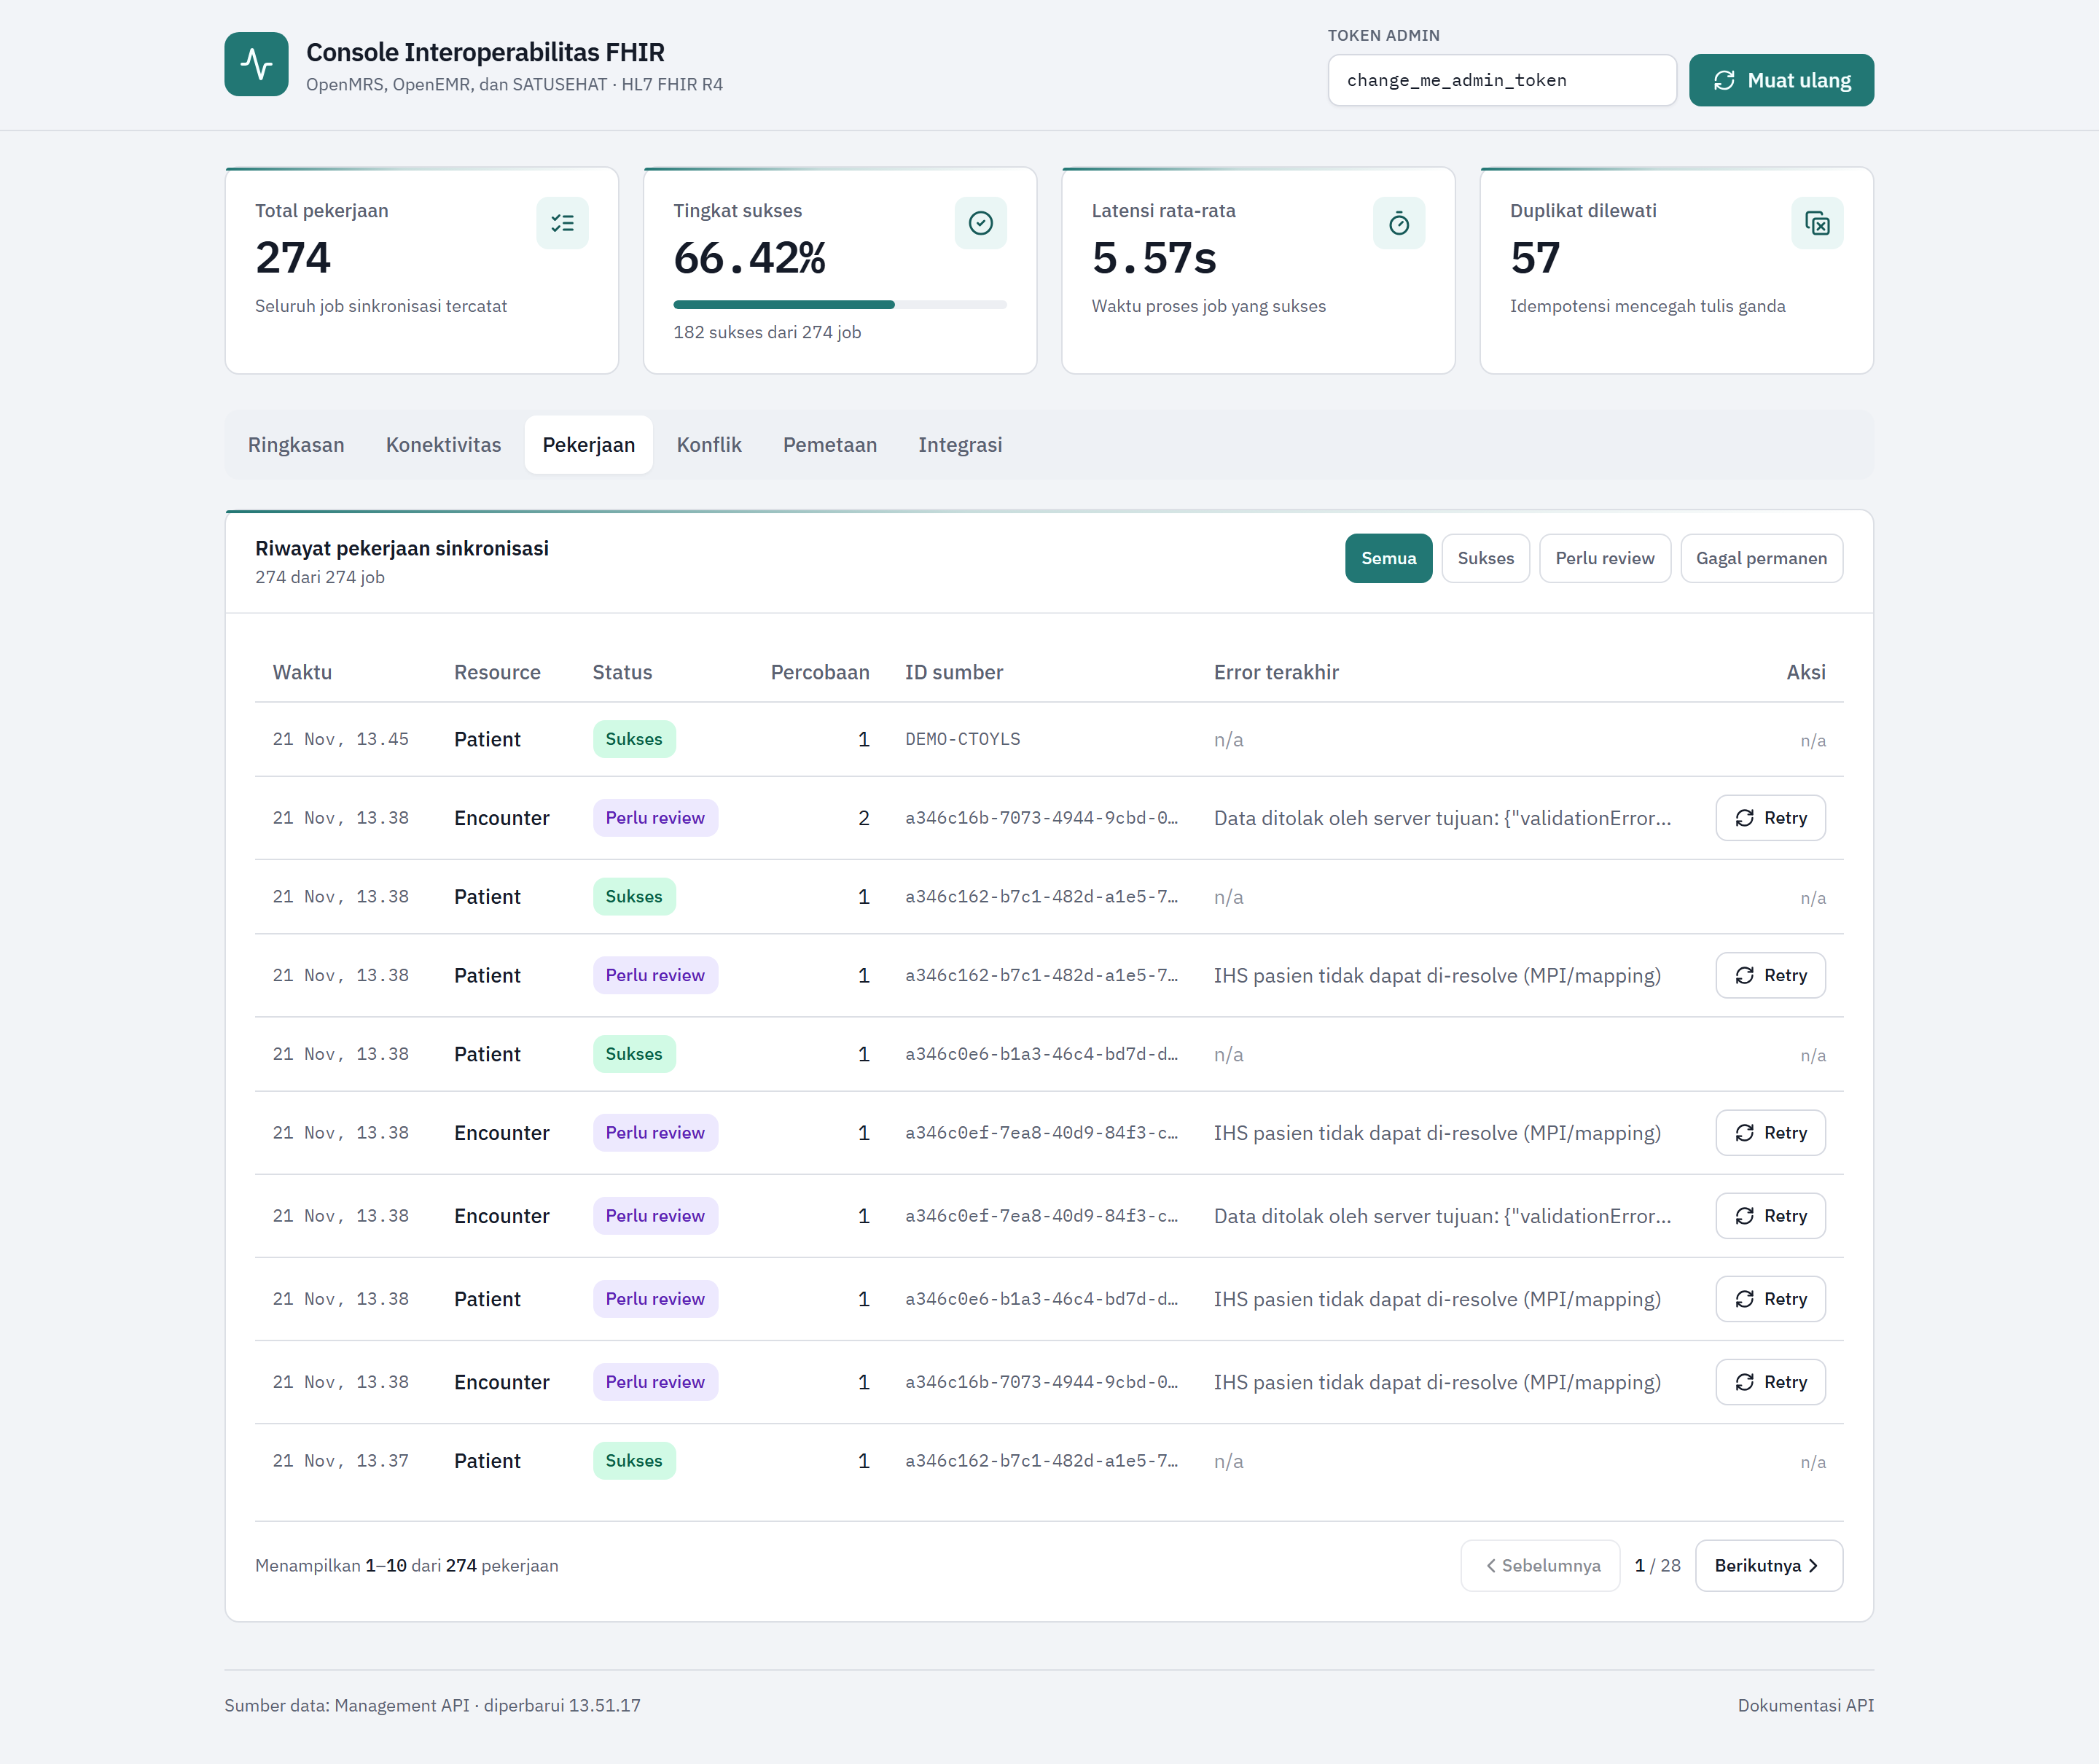 Console Interoperabilitas FHIR
OpenMRS, OpenEMR, dan SATUSEHAT · HL7 FHIR R4
TOKEN ADMIN
change_me_admin_token
Muat ulang
Total pekerjaan
274
Seluruh job sinkronisasi tercatat
Tingkat sukses
66.42%
182 sukses dari 274 job
Latensi rata-rata
5.57s
Waktu proses job yang sukses
Duplikat dilewati
57
Idempotensi mencegah tulis ganda
Ringkasan Konektivitas Pekerjaan Konflik Pemetaan Integrasi
Riwayat pekerjaan sinkronisasi
274 dari 274 job
Semua Sukses Perlu review Gagal permanen
Waktu Resource Status Percobaan ID sumber Error terakhir Aksi
21 Nov, 13.45 Patient Sukses 1 DEMO-CTOYLS n/a n/a
21 Nov, 13.38 Encounter Perlu review 2 a346c16b-7073-4944-9cbd-0… Data ditolak oleh server tujuan: {"validationError… Retry
21 Nov, 13.38 Patient Sukses 1 a346c162-b7c1-482d-a1e5-7… n/a n/a
21 Nov, 13.38 Patient Perlu review 1 a346c162-b7c1-482d-a1e5-7… IHS pasien tidak dapat di-resolve (MPI/mapping) Retry
21 Nov, 13.38 Patient Sukses 1 a346c0e6-b1a3-46c4-bd7d-d… n/a n/a
21 Nov, 13.38 Encounter Perlu review 1 a346c0ef-7ea8-40d9-84f3-c… IHS pasien tidak dapat di-resolve (MPI/mapping) Retry
21 Nov, 13.38 Encounter Perlu review 1 a346c0ef-7ea8-40d9-84f3-c… Data ditolak oleh server tujuan: {"validationError… Retry
21 Nov, 13.38 Patient Perlu review 1 a346c0e6-b1a3-46c4-bd7d-d… IHS pasien tidak dapat di-resolve (MPI/mapping) Retry
21 Nov, 13.38 Encounter Perlu review 1 a346c16b-7073-4944-9cbd-0… IHS pasien tidak dapat di-resolve (MPI/mapping) Retry
21 Nov, 13.37 Patient Sukses 1 a346c162-b7c1-482d-a1e5-7… n/a n/a
Menampilkan 1–10 dari 274 pekerjaan
Sebelumnya 1 / 28 Berikutnya
Sumber data: Management API · diperbarui 13.51.17
Dokumentasi API